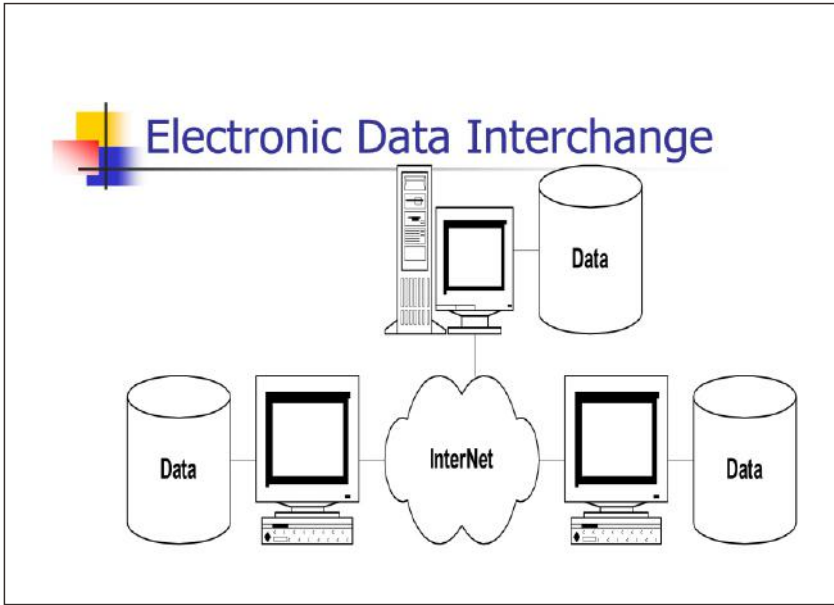 Electronic Data Interchange
Data
Data
InterNet
Data